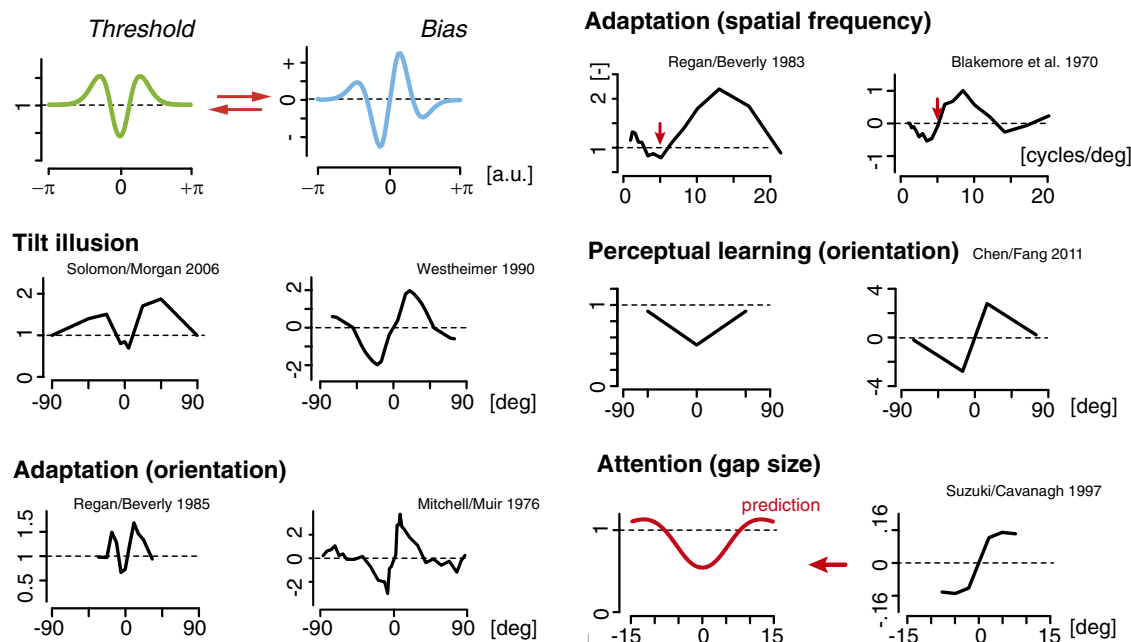 Threshold
Bias
1
+
0
-
−π 0 +π
−π 0 +π [a.u.]
Tilt illusion
Solomon/Morgan 2006
Westheimer 1990
2
1
0
2
0
-2
-90 0 90
-90 0 90 [deg]
Adaptation (orientation)
Regan/Beverly 1985
Mitchell/Muir 1976
1.5
1
0.5
2
0
-2
-90 0 90
-90 0 90 [deg]
Adaptation (spatial frequency)
Regan/Beverly 1983
Blakemore et al. 1970
[-]
2
1
1
0
-1
[cycles/deg]
0 10 20
0 10 20
Perceptual learning (orientation) Chen/Fang 2011
1
0
4
0
-4
-90 0 90
-90 0 90 [deg]
Attention (gap size)
Suzuki/Cavanagh 1997
prediction
1
0
.16
0
-.16
-15 0 15
-15 0 15 [deg]